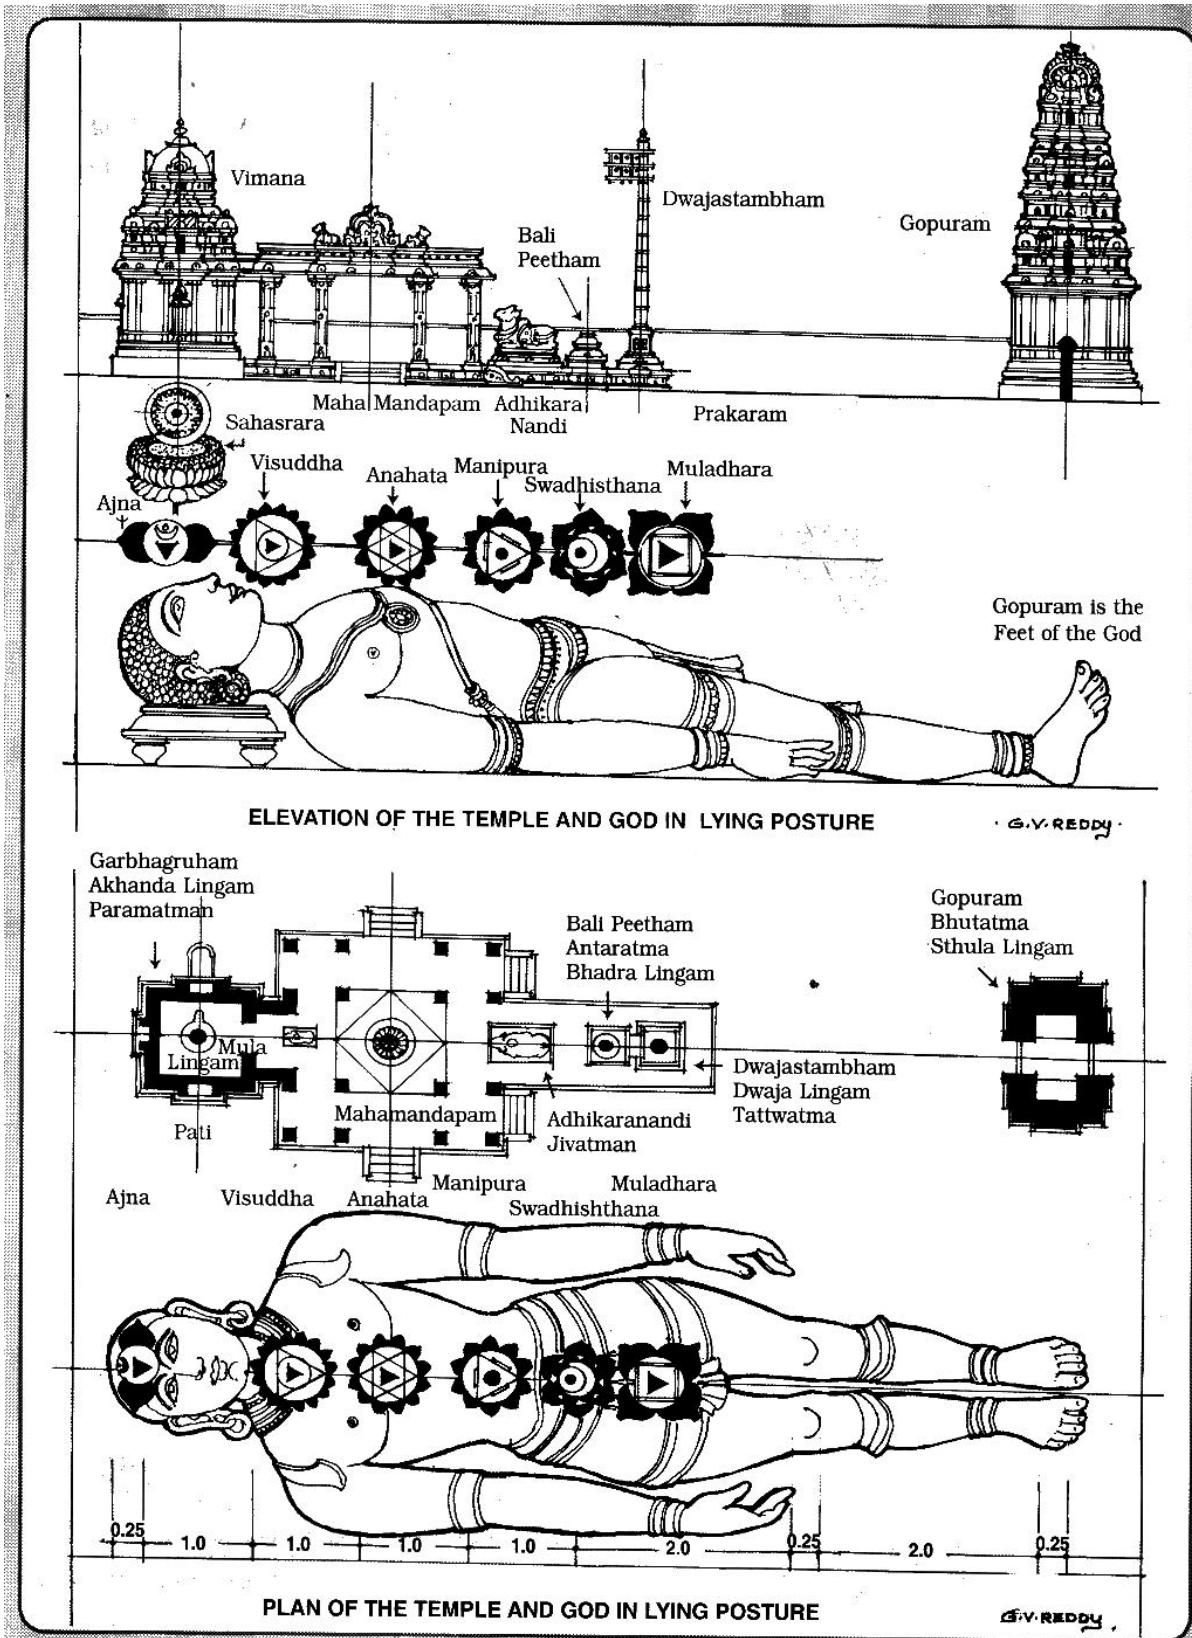 Vimana
Dwajastambham
Gopuram
Bali
Peetham
Maha Mandapam
Adhikara
Nandi
Prakaram
Sahasrara
Visuddha
Anahata
Manipura
Swadhisthana
Muladhara
Ajna
Gopuram is the
Feet of the God
ELEVATION OF THE TEMPLE AND GOD IN LYING POSTURE
· G.V.REDDY ·
Garbhagruham
Akhanda Lingam
Paramatman
Bali Peetham
Antaratma
Bhadra Lingam
Gopuram
Bhutatma
Sthula Lingam
Mula
Lingam
Dwajastambham
Dwaja Lingam
Tattwatma
Mahamandapam
Adhikaranandi
Jivatman
Pati
Ajna
Visuddha
Anahata
Manipura
Swadhishthana
Muladhara
0.25
1.0
1.0
1.0
1.0
2.0
0.25
2.0
0.25
PLAN OF THE TEMPLE AND GOD IN LYING POSTURE
G.V.REDDY.